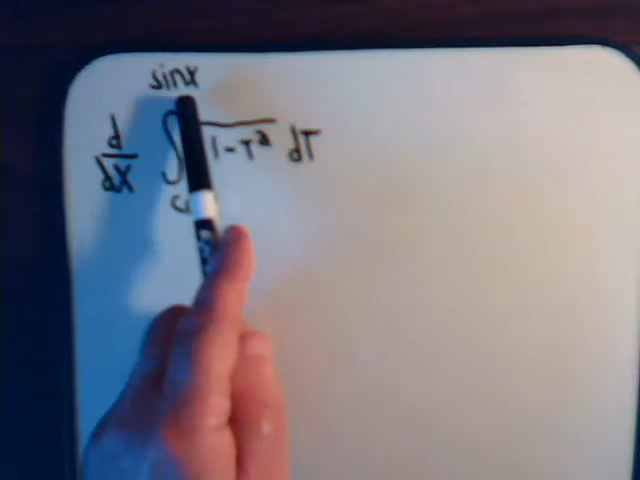 sinx
d
dx ∫ 1-T² dT